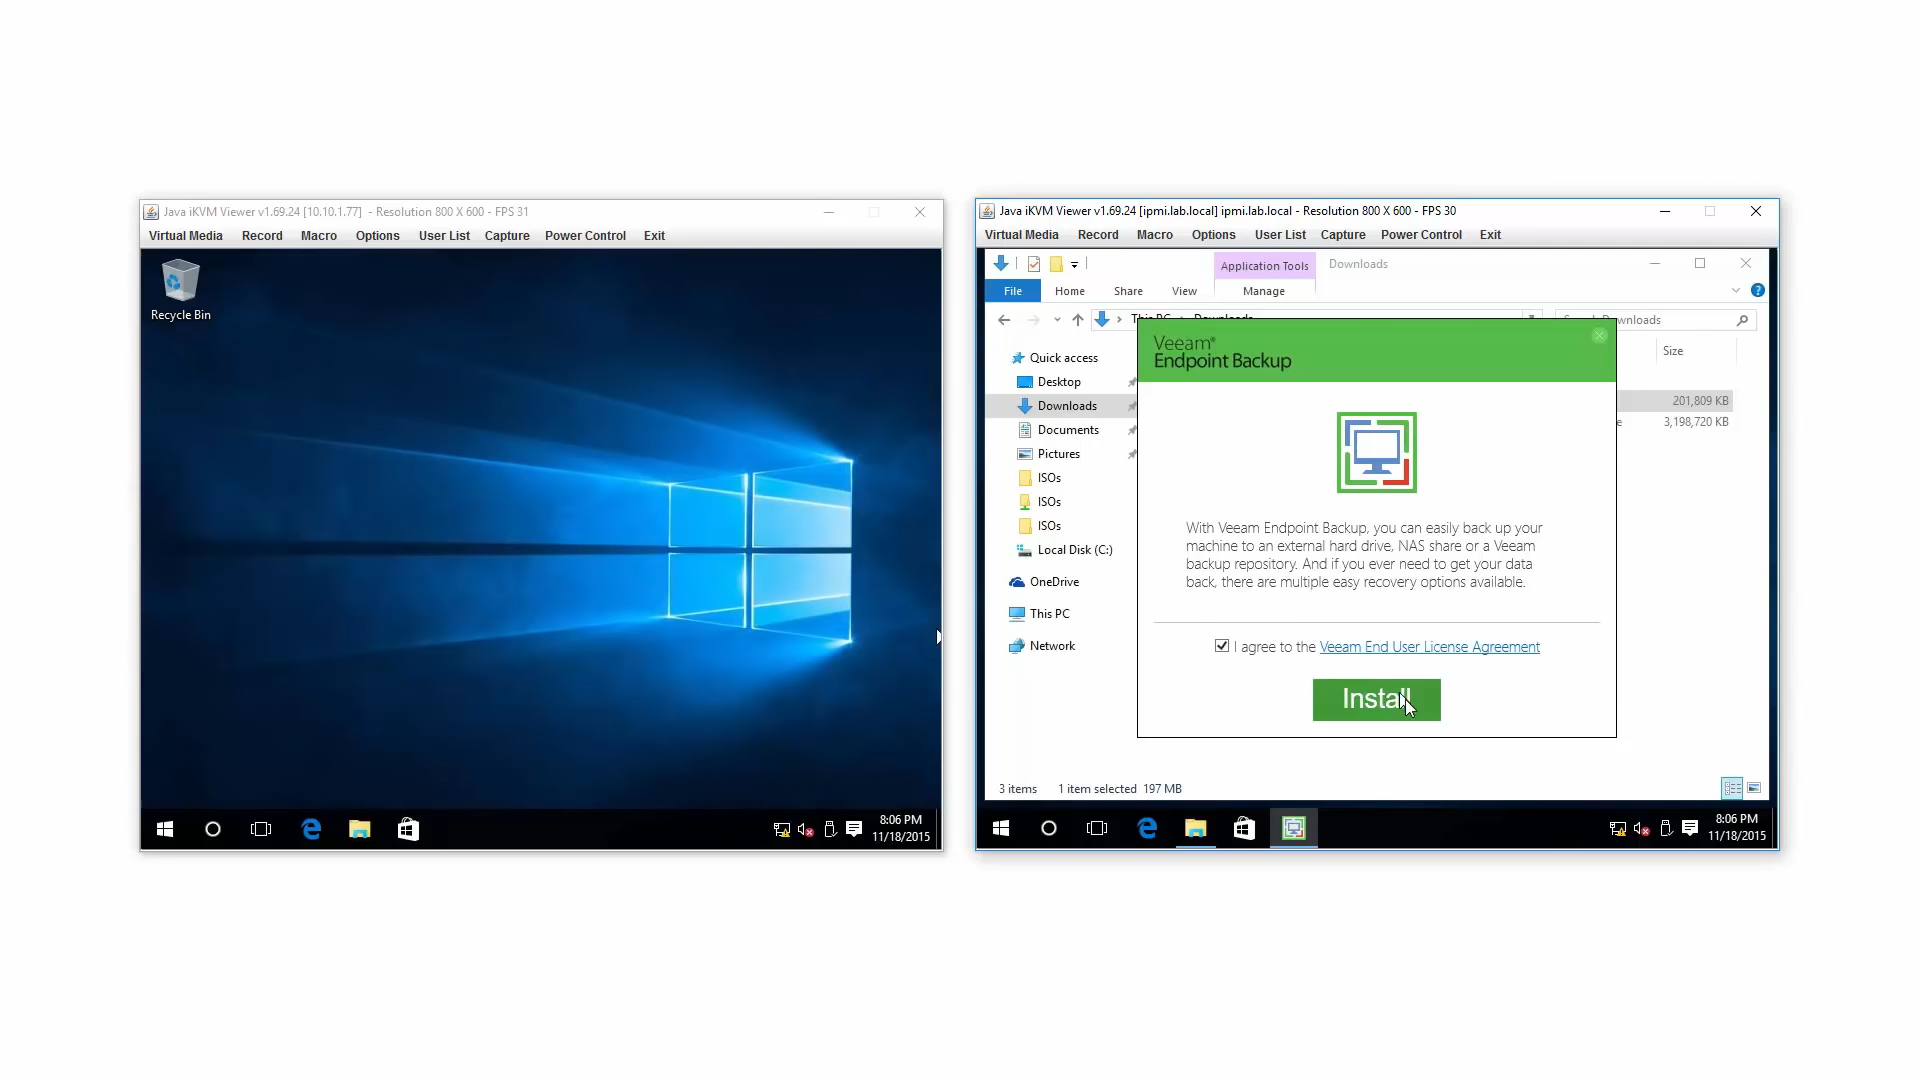 Java iKVM Viewer v1.69.24 [10.10.1.77] - Resolution 800 X 600 - FPS 31
Virtual Media Record Macro Options User List Capture Power Control Exit
Recycle Bin
8:06 PM
11/18/2015
Java iKVM Viewer v1.69.24 [ipmi.lab.local] ipmi.lab.local - Resolution 800 X 600 - FPS 30
Virtual Media Record Macro Options User List Capture Power Control Exit
Application Tools Downloads
File Home Share View Manage
Quick access
Desktop
Downloads
Documents
Pictures
ISOs
ISOs
ISOs
Local Disk (C:)
OneDrive
This PC
Network
Size
201,809 KB
3,198,720 KB
Veeam®
Endpoint Backup
With Veeam Endpoint Backup, you can easily back up your
machine to an external hard drive, NAS share or a Veeam
backup repository. And if you ever need to get your data
back, there are multiple easy recovery options available.
I agree to the Veeam End User License Agreement
Install
3 items 1 item selected 197 MB
8:06 PM
11/18/2015